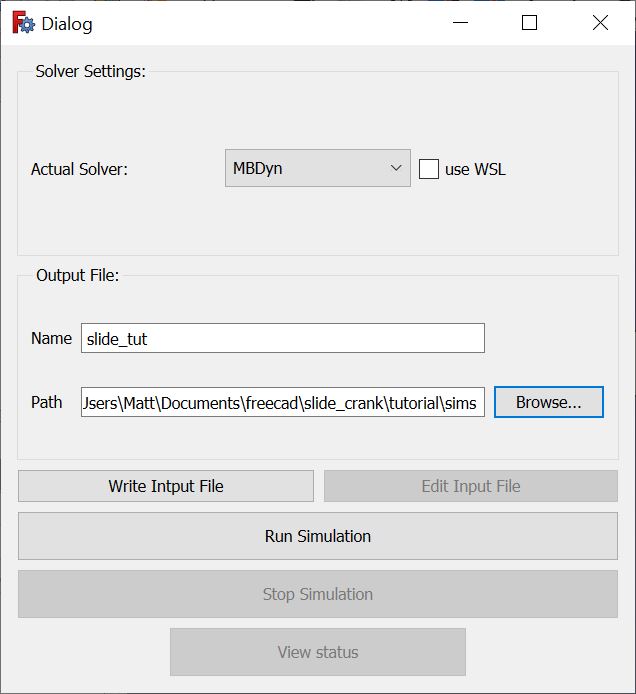 Dialog
Solver Settings:
Actual Solver: MBDyn use WSL
Output File:
Name slide_tut
Path Jsers\Matt\Documents\freecad\slide_crank\tutorial\sims Browse...
Write Intput File Edit Input File
Run Simulation
Stop Simulation
View status